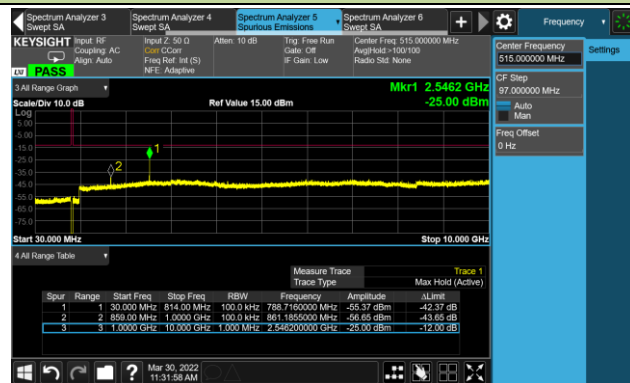 Spectrum Analyzer 3
Swept SA
Spectrum Analyzer 4
Swept SA
Spectrum Analyzer 5
Spurious Emissions
Spectrum Analyzer 6
Swept SA
+
Frequency
KEYSIGHT
Input: RF
Coupling: AC
Align: Auto
Input Z: 50 Ω
Corr CCorr
Freq Ref: Int (S)
NFE: Adaptive
Atten: 10 dB
Trig: Free Run
Gate: Off
IF Gain: Low
Center Freq: 515.000000 MHz
Avg|Hold:>100/100
Radio Std: None
LXI
PASS
Center Frequency
515.000000 MHz
Settings
CF Step
97.000000 MHz
Auto
Man
Freq Offset
0 Hz
3 All Range Graph
Mkr1 2.5462 GHz
Scale/Div 10.0 dB
Ref Value 15.00 dBm
-25.00 dBm
Log
5.00
-5.00
-15.0
-25.0
-35.0
-45.0
-55.0
-65.0
-75.0
1
2
Start 30.000 MHz
Stop 10.000 GHz
4 All Range Table
Measure Trace
Trace 1
Trace Type
Max Hold (Active)
Spur Range Start Freq Stop Freq RBW Frequency Amplitude ΔLimit
1 1 30.000 MHz 814.00 MHz 100.0 kHz 788.7160000 MHz -55.37 dBm -42.37 dB
2 2 859.00 MHz 1.0000 GHz 100.0 kHz 861.1855000 MHz -56.65 dBm -43.65 dB
3 3 1.0000 GHz 10.000 GHz 1.000 MHz 2.546200000 GHz -25.00 dBm -12.00 dB
?
Mar 30, 2022
11:31:58 AM